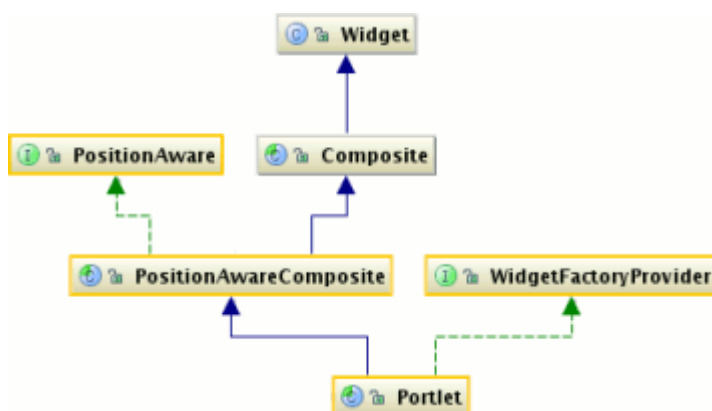 C Widget
I PositionAware
C Composite
C PositionAwareComposite
I WidgetFactoryProvider
C Portlet